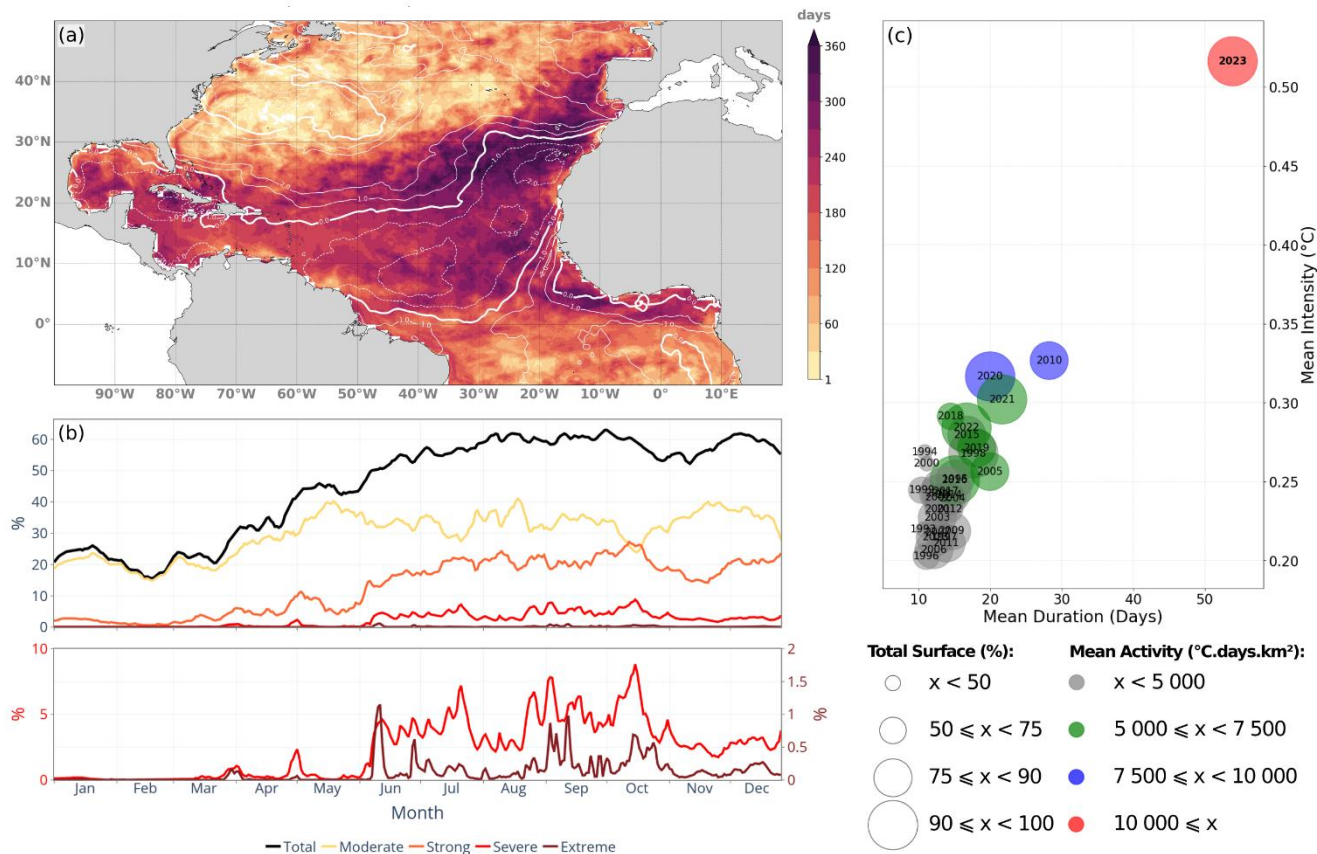 (a)
days
360
300
240
180
120
60
1
40°N
30°N
20°N
10°N
0°
90°W 80°W 70°W 60°W 50°W 40°W 30°W 20°W 10°W 0° 10°E
(b)
60
50
40
30
20
10
0
%
10
5
0
%
2
1.5
1
0.5
0
%
Jan Feb Mar Apr May Jun Jul Aug Sep Oct Nov Dec
Month
Total Moderate Strong Severe Extreme
(c)
2023
2010
2020
2021
2018
2022
2015
2019
1998
1994
2000
2005
1999
2004
2012
2003
1993
2009
2011
2006
1996
0.50
0.45
0.40
0.35
0.30
0.25
0.20
Mean Intensity (°C)
10 20 30 40 50
Mean Duration (Days)
Total Surface (%):
x < 50
50 ⩽ x < 75
75 ⩽ x < 90
90 ⩽ x < 100
Mean Activity (°C.days.km²):
x < 5 000
5 000 ⩽ x < 7 500
7 500 ⩽ x < 10 000
10 000 ⩽ x